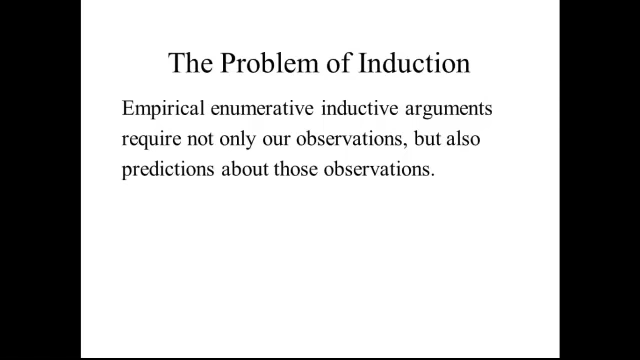 The Problem of Induction
Empirical enumerative inductive arguments
require not only our observations, but also
predictions about those observations.